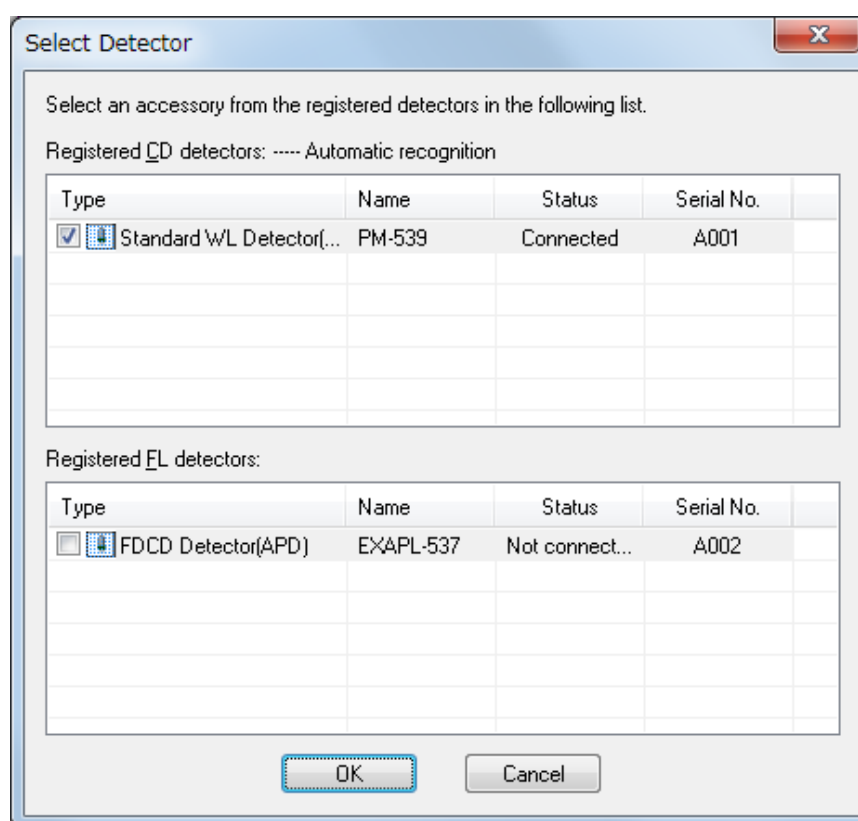 Select Detector
Select an accessory from the registered detectors in the following list.
Registered CD detectors: ----- Automatic recognition
Type Name Status Serial No.
Standard WL Detector(... PM-539 Connected A001
Registered FL detectors:
Type Name Status Serial No.
FDCD Detector(APD) EXAPL-537 Not connect... A002
OK Cancel